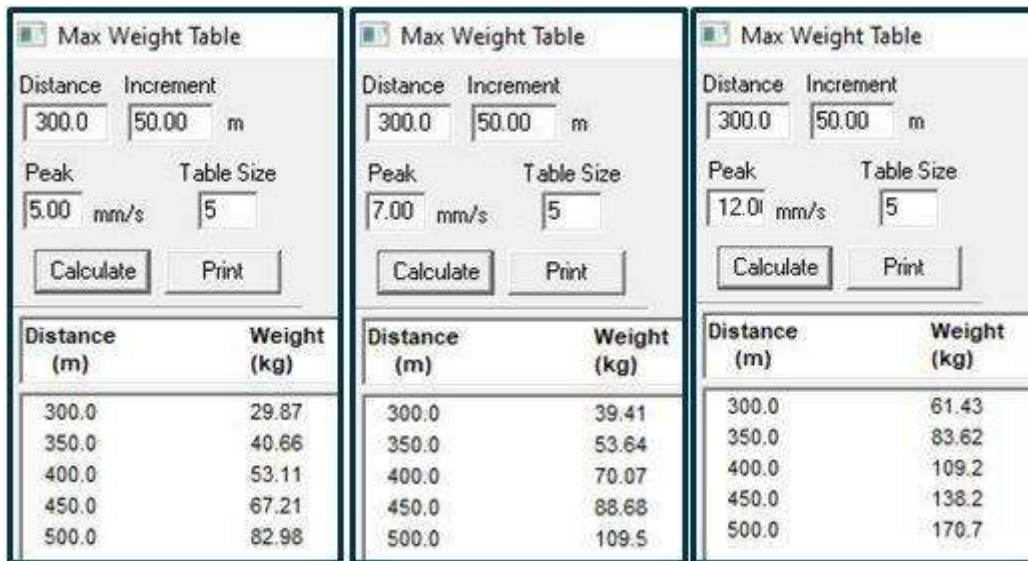 Max Weight Table
Distance Increment
300.0 50.00 m
Peak Table Size
5.00 mm/s 5
Calculate Print
Distance Weight
(m) (kg)
300.0 29.87
350.0 40.66
400.0 53.11
450.0 67.21
500.0 82.98
Max Weight Table
Distance Increment
300.0 50.00 m
Peak Table Size
7.00 mm/s 5
Calculate Print
Distance Weight
(m) (kg)
300.0 39.41
350.0 53.64
400.0 70.07
450.0 88.68
500.0 109.5
Max Weight Table
Distance Increment
300.0 50.00 m
Peak Table Size
12.0 mm/s 5
Calculate Print
Distance Weight
(m) (kg)
300.0 61.43
350.0 83.62
400.0 109.2
450.0 138.2
500.0 170.7